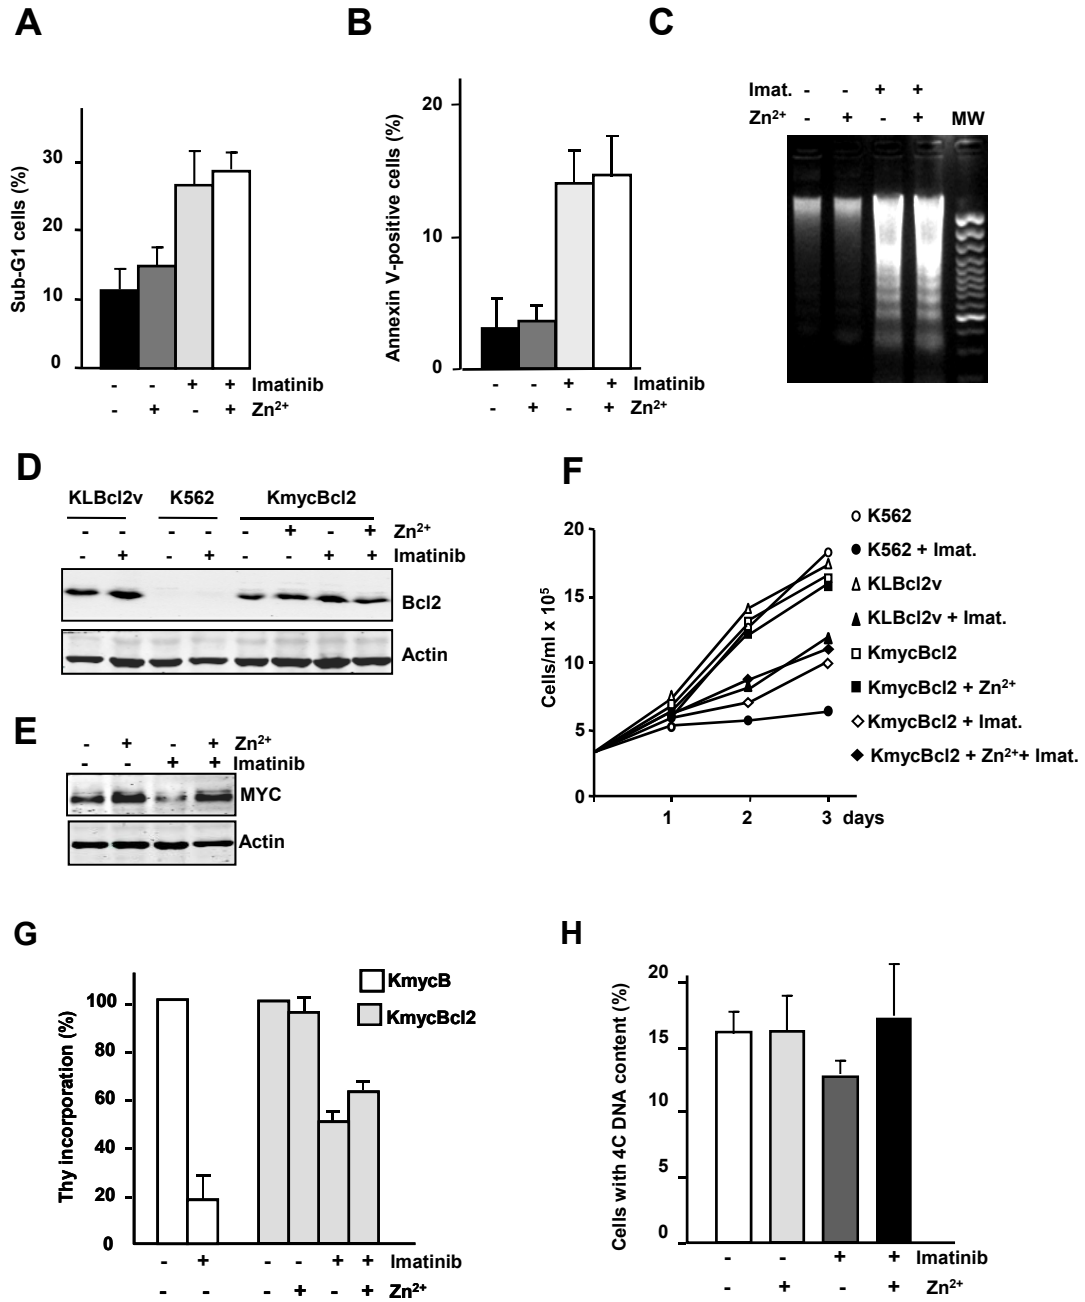 A
B
C
Sub-G1 cells (%)
30
20
10
0
- - + + Imatinib
- + - + Zn²⁺
Annexin V-positive cells (%)
20
10
0
- - + + Imatinib
- + - + Zn²⁺
Imat. - - + +
Zn²⁺ - + - + MW
D
KLBcl2v K562 KmycBcl2
- - - - - + - + Zn²⁺
- + - + - - + + Imatinib
Bcl2
Actin
E
- + - + Zn²⁺
- - + + Imatinib
MYC
Actin
F
Cells/ml x 10⁵
20
15
10
5
0
1 2 3 days
K562
K562 + Imat.
KLBcl2v
KLBcl2v + Imat.
KmycBcl2
KmycBcl2 + Zn²⁺
KmycBcl2 + Imat.
KmycBcl2 + Zn²⁺+ Imat.
G
Thy incorporation (%)
100
80
60
40
20
0
KmycB
KmycBcl2
- + - - + + Imatinib
- - - + - + Zn²⁺
H
Cells with 4C DNA content (%)
20
15
10
5
0
- - + + Imatinib
- + - + Zn²⁺